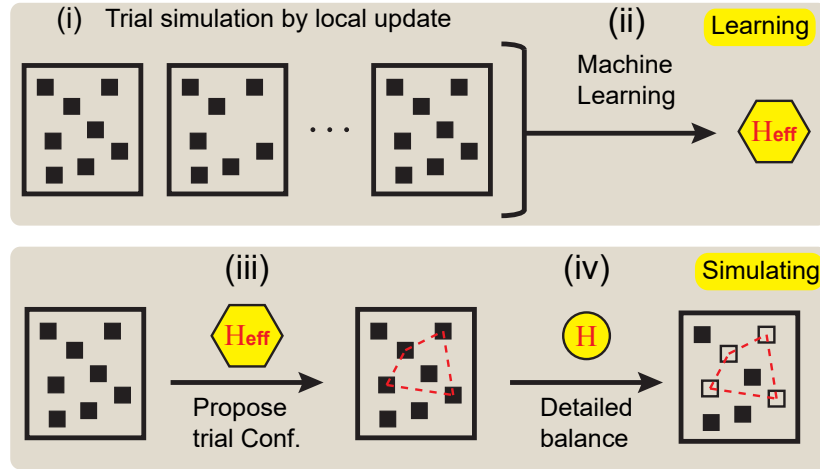 (i) Trial simulation by local update
(ii)
Learning
Machine
Learning
. . .
Heff
(iii)
(iv)
Simulating
Heff
H
Propose
trial Conf.
Detailed
balance